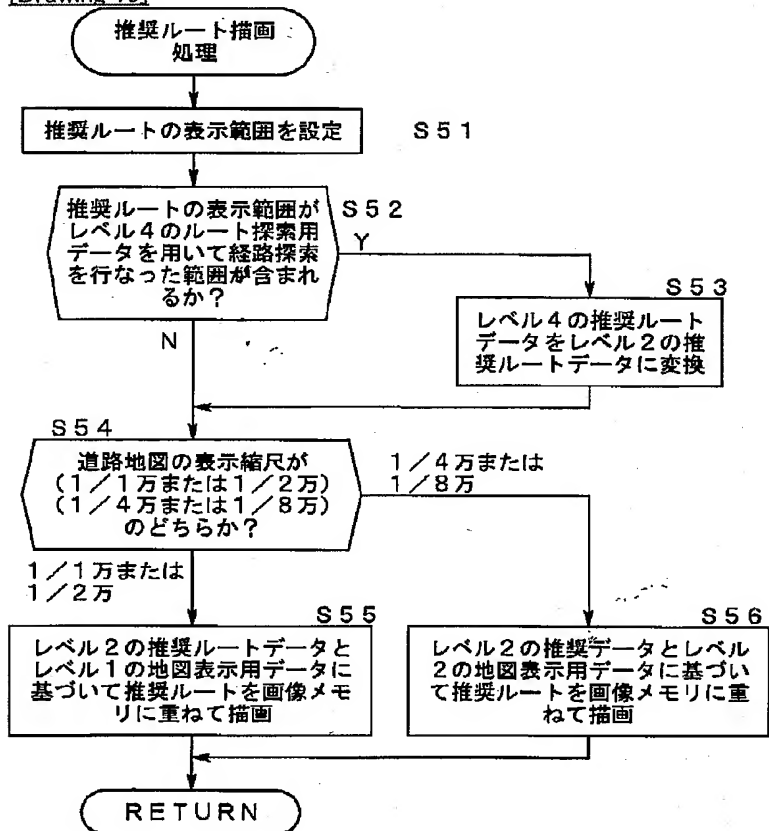 推奨ルート描画
処理
推奨ルートの表示範囲を設定
S51
推奨ルートの表示範囲が
レベル4のルート探索用
データを用いて経路探索
を行なった範囲が含まれ
るか？
S52
Y
N
S53
レベル4の推奨ルート
データをレベル2の推
奨ルートデータに変換
S54
道路地図の表示縮尺が
（1／1万または1／2万）
（1／4万または1／8万）
のどちらか？
1／4万または
1／8万
1／1万または
1／2万
S55
レベル2の推奨ルートデータと
レベル1の地図表示用データに
基づいて推奨ルートを画像メモ
リに重ねて描画
S56
レベル2の推奨データとレベル
2の地図表示用データに基づい
て推奨ルートを画像メモリに重
ねて描画
RETURN